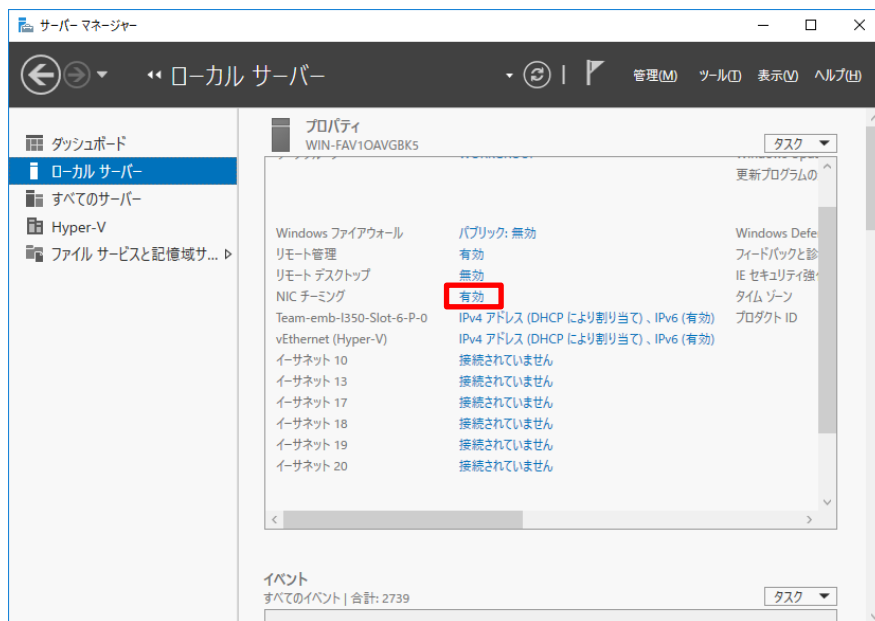 サーバー マネージャー
ローカル サーバー
管理(M) ツール(T) 表示(V) ヘルプ(H)
ダッシュボード
ローカル サーバー
すべてのサーバー
Hyper-V
ファイル サービスと記憶域サ...
プロパティ
WIN-FAV1OAVGBK5
タスク
更新プログラムの
Windows ファイアウォール パブリック: 無効 Windows Defe
リモート管理 有効 フィードバックと診
リモート デスクトップ 無効 IE セキュリティ強
NIC チーミング 有効 タイム ゾーン
Team-emb-I350-Slot-6-P-0 IPv4 アドレス (DHCP により割り当て) 、IPv6 (有効) プロダクト ID
vEthernet (Hyper-V) IPv4 アドレス (DHCP により割り当て) 、IPv6 (有効)
イーサネット 10 接続されていません
イーサネット 13 接続されていません
イーサネット 17 接続されていません
イーサネット 18 接続されていません
イーサネット 19 接続されていません
イーサネット 20 接続されていません
イベント
すべてのイベント | 合計: 2739
タスク